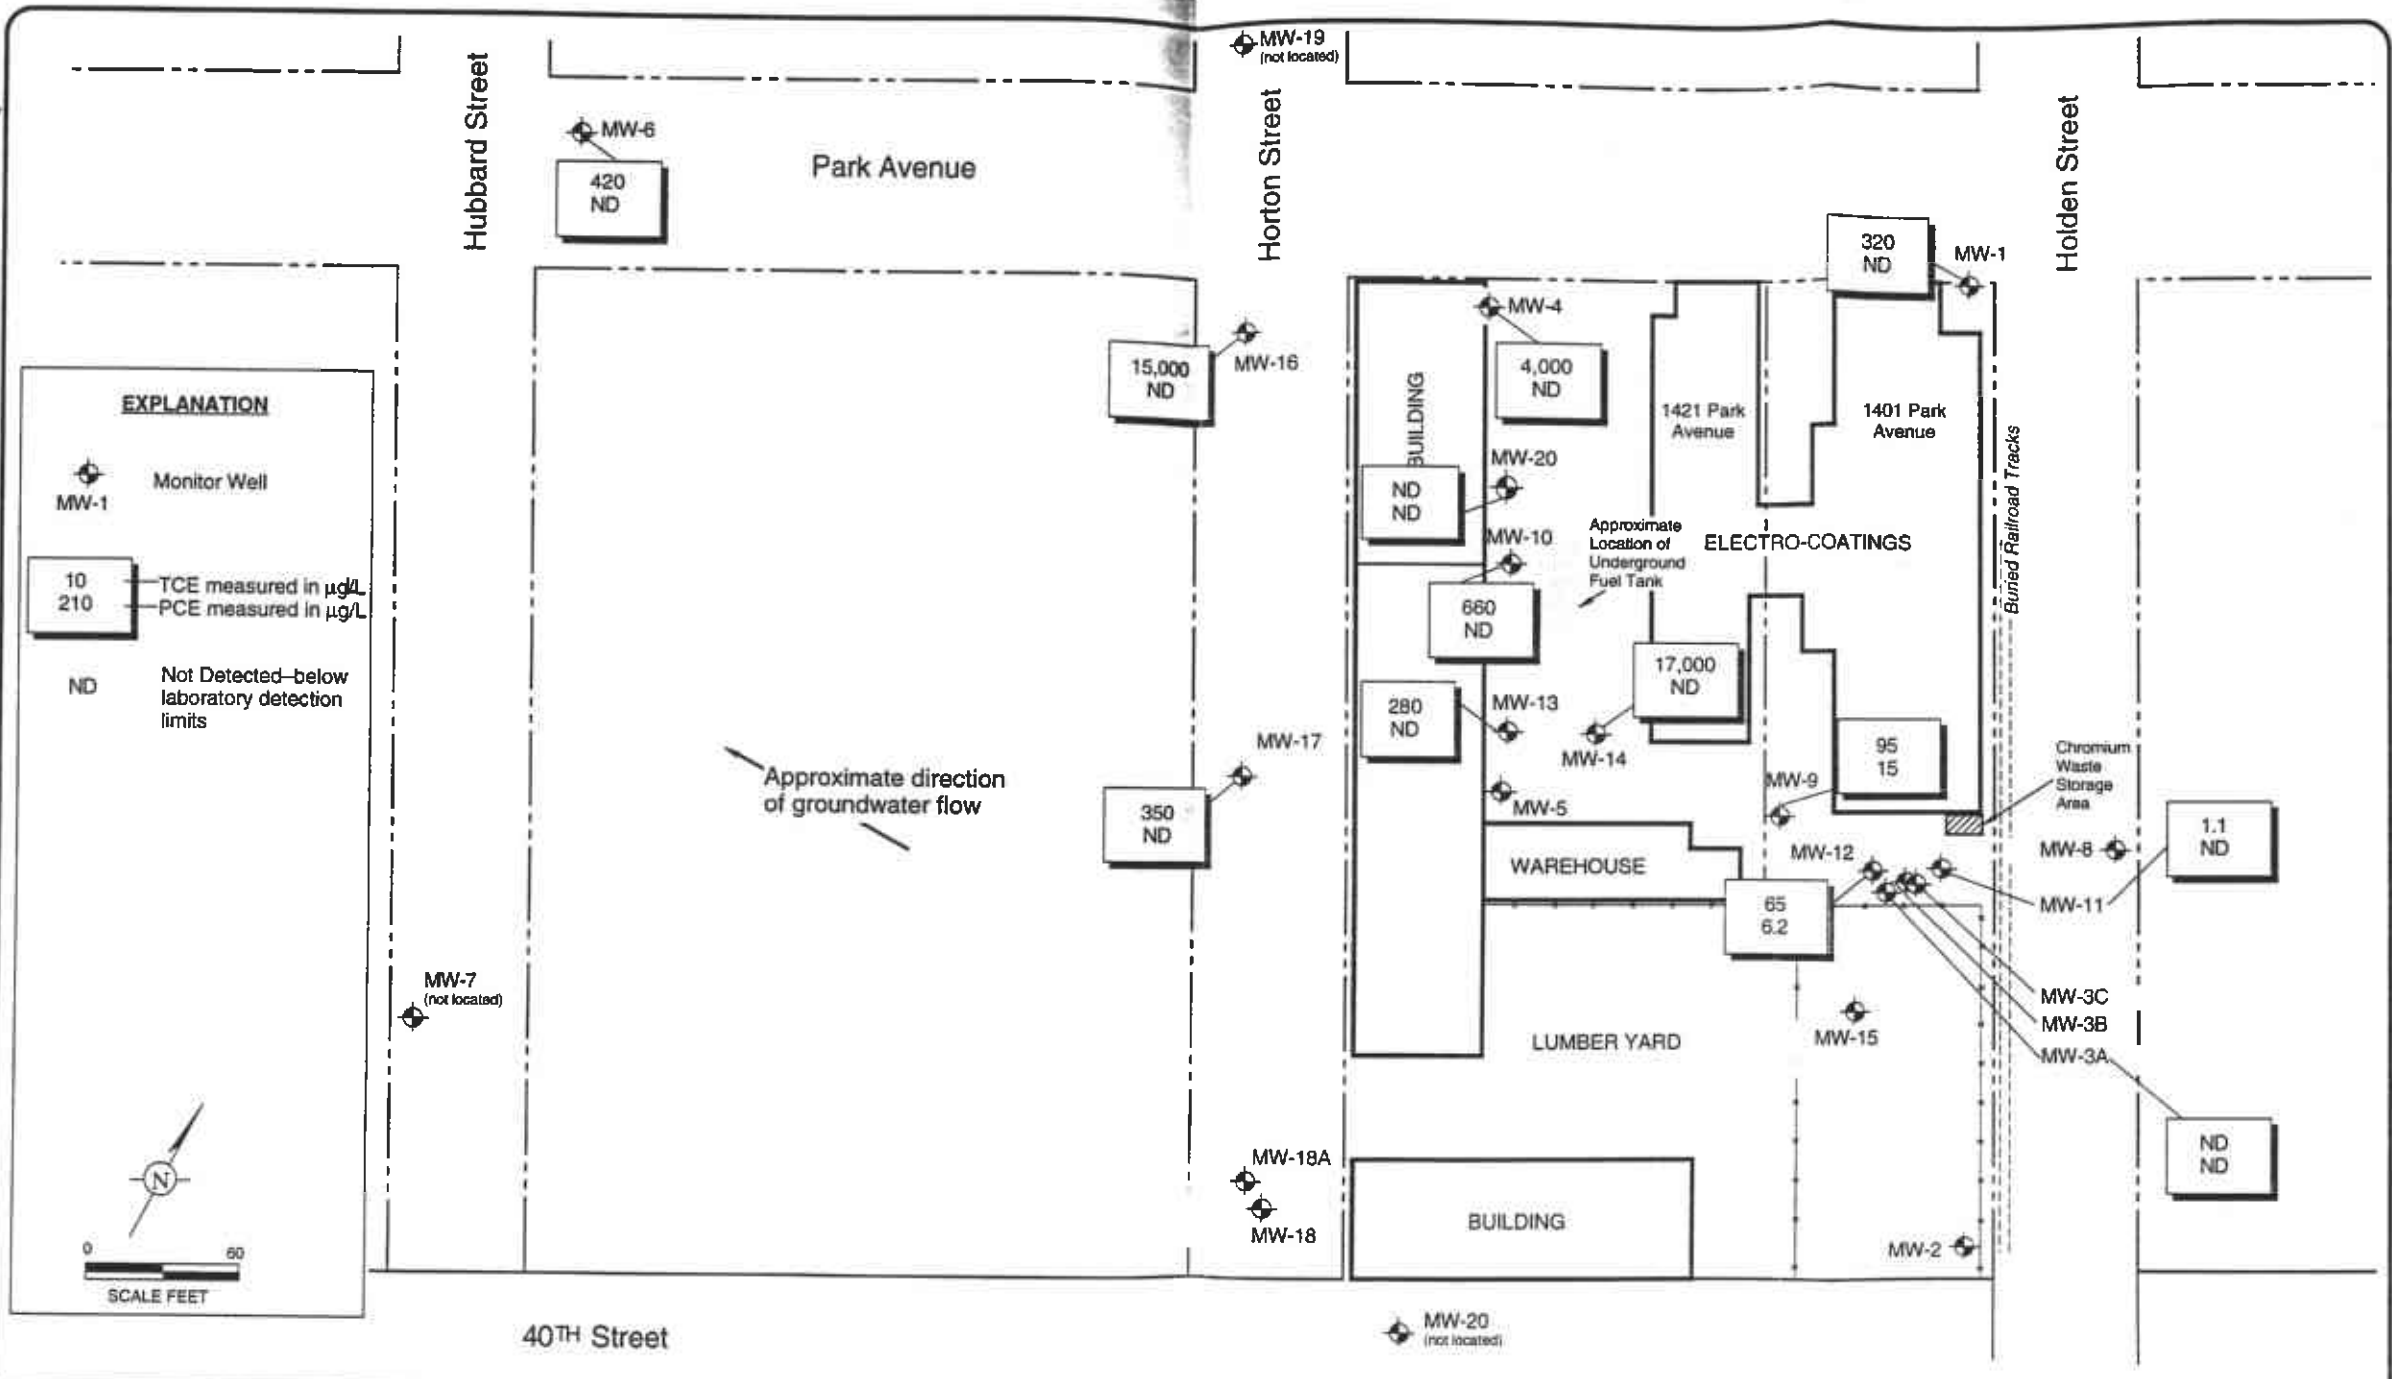 MW-19
(not located)
Hubbard Street
MW-6
420
ND
Park Avenue
Horton Street
Holden Street
320
ND
MW-1
MW-4
4,000
ND
15,000
ND
MW-16
BUILDING
1421 Park
Avenue
1401 Park
Avenue
EXPLANATION
MW-1
Monitor Well
10
210
TCE measured in µg/L
PCE measured in µg/L
ND
Not Detected–below
laboratory detection
limits
MW-20
ND
ND
MW-10
660
ND
Approximate
Location of
Underground
Fuel Tank
ELECTRO-COATINGS
Buried Railroad Tracks
17,000
ND
MW-14
280
ND
MW-13
MW-5
MW-17
350
ND
Approximate direction
of groundwater flow
95
15
MW-9
Chromium
Waste
Storage
Area
WAREHOUSE
MW-12
65
6.2
MW-8
1.1
ND
MW-11
MW-3C
MW-3B
MW-3A
ND
ND
MW-7
(not located)
LUMBER YARD
MW-15
MW-18A
MW-18
BUILDING
MW-2
N
0
60
SCALE FEET
40TH Street
MW-20
(not located)